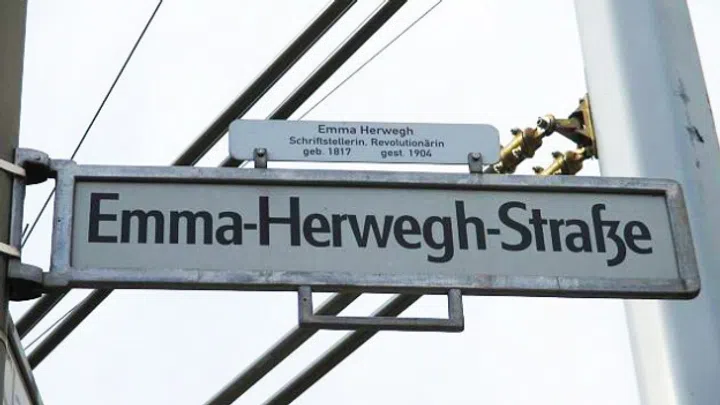 Emma Herwegh
Schriftstellerin, Revolutionärin
geb. 1817 gest. 1904
Emma-Herwegh-Straße